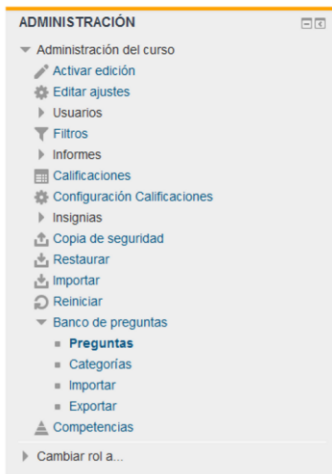 ADMINISTRACIÓN
Administración del curso
Activar edición
Editar ajustes
Usuarios
Filtros
Informes
Calificaciones
Configuración Calificaciones
Insignias
Copia de seguridad
Restaurar
Importar
Reiniciar
Banco de preguntas
Preguntas
Categorías
Importar
Exportar
Competencias
Cambiar rol a...